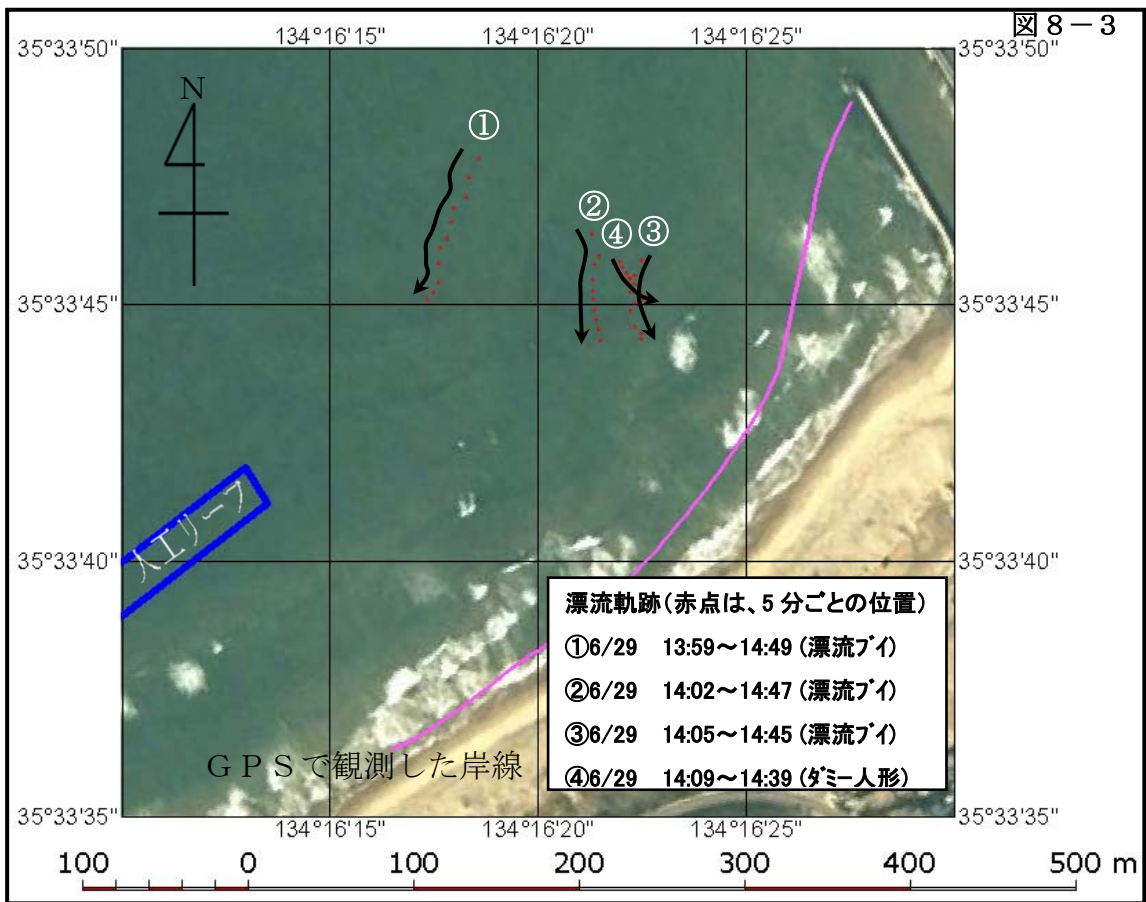 図8-3
134°16'15" 134°16'20" 134°16'25"
35°33'50" 35°33'50"
N
①
②
④ ③
35°33'45" 35°33'45"
人工リーフ
35°33'40" 35°33'40"
漂流軌跡(赤点は、5分ごとの位置)
①6/29 13:59～14:49 (漂流ブイ)
②6/29 14:02～14:47 (漂流ブイ)
③6/29 14:05～14:45 (漂流ブイ)
④6/29 14:09～14:39 (ダミー人形)
GPSで観測した岸線
35°33'35" 35°33'35"
134°16'15" 134°16'20" 134°16'25"
100 0 100 200 300 400 500 m